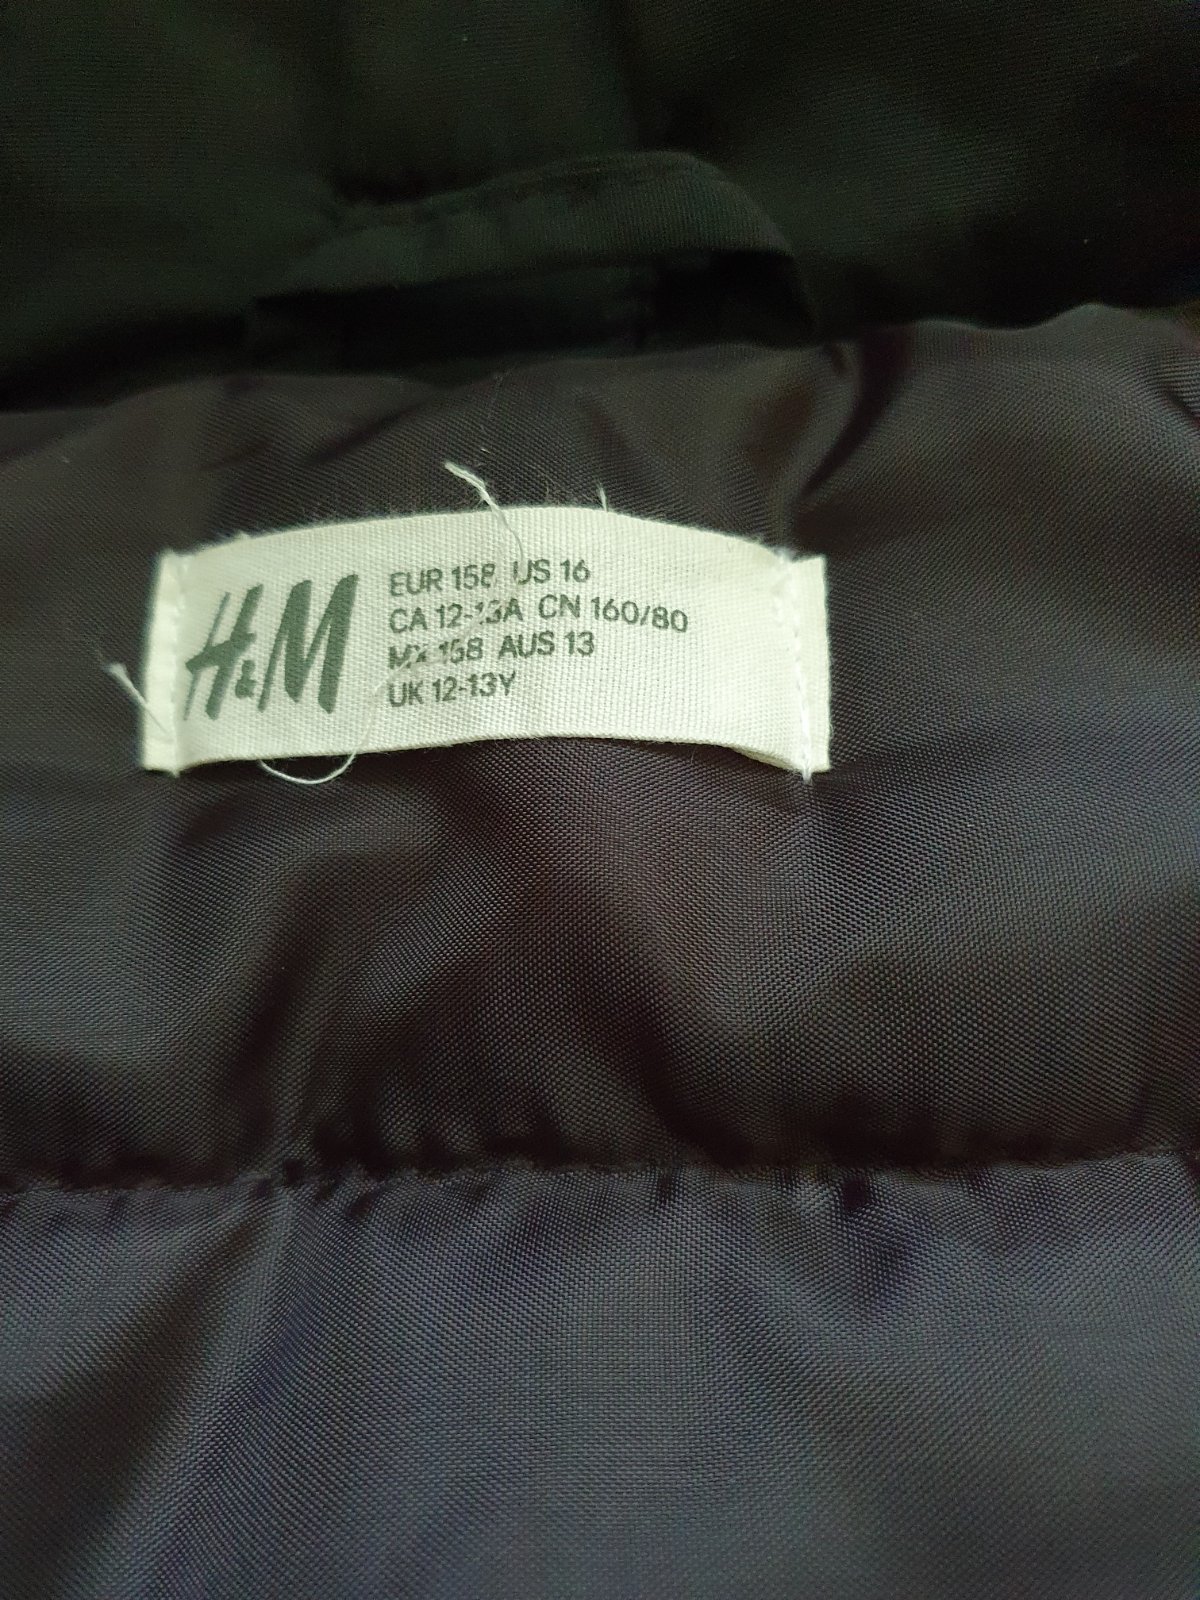 H&M
EUR 158 US 16
CA 12-13A CN 160/80
MX 158 AUS 13
UK 12-13Y